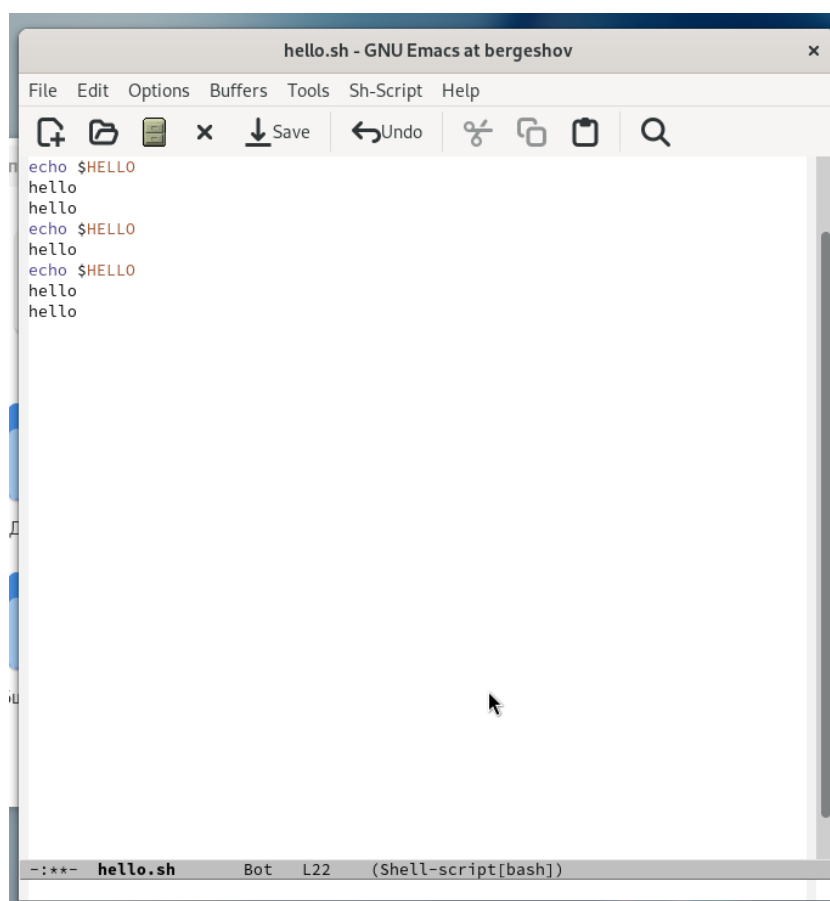 hello.sh - GNU Emacs at bergeshov
File Edit Options Buffers Tools Sh-Script Help
Save Undo
echo $HELLO
hello
hello
echo $HELLO
hello
echo $HELLO
hello
hello
-:**- hello.sh Bot L22 (Shell-script[bash])